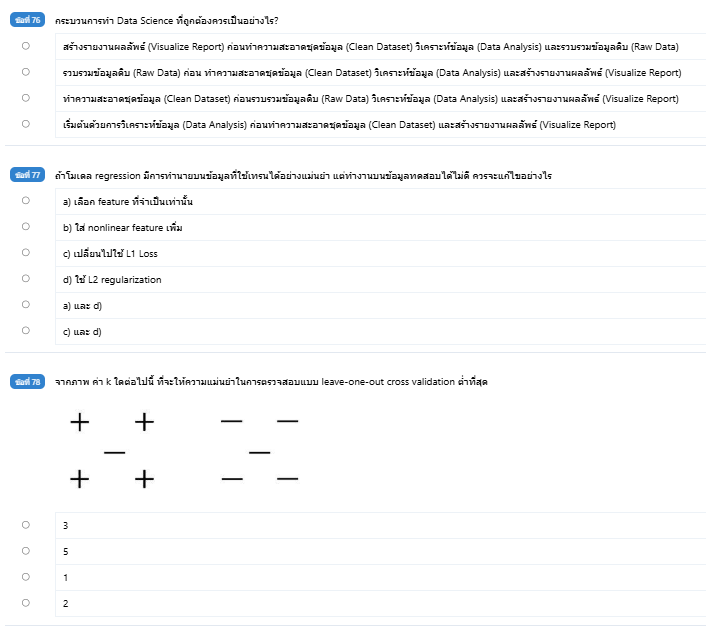 ข้อที่ 76 กระบวนการทำ Data Science ที่ถูกต้องควรเป็นอย่างไร?
สร้างรายงานผลลัพธ์ (Visualize Report) ก่อนทำความสะอาดชุดข้อมูล (Clean Dataset) วิเคราะห์ข้อมูล (Data Analysis) และรวบรวมข้อมูลดิบ (Raw Data)
รวบรวมข้อมูลดิบ (Raw Data) ก่อน ทำความสะอาดชุดข้อมูล (Clean Dataset) วิเคราะห์ข้อมูล (Data Analysis) และสร้างรายงานผลลัพธ์ (Visualize Report)
ทำความสะอาดชุดข้อมูล (Clean Dataset) ก่อนรวบรวมข้อมูลดิบ (Raw Data) วิเคราะห์ข้อมูล (Data Analysis) และสร้างรายงานผลลัพธ์ (Visualize Report)
เริ่มต้นด้วยการวิเคราะห์ข้อมูล (Data Analysis) ก่อนทำความสะอาดชุดข้อมูล (Clean Dataset) และสร้างรายงานผลลัพธ์ (Visualize Report)
ข้อที่ 77 ถ้าโมเดล regression มีการทำนายบนข้อมูลที่ใช้เทรนได้อย่างแม่นยำ แต่ทำงานบนข้อมูลทดสอบได้ไม่ดี ควรจะแก้ไขอย่างไร
a) เลือก feature ที่จำเป็นเท่านั้น
b) ใส่ nonlinear feature เพิ่ม
c) เปลี่ยนไปใช้ L1 Loss
d) ใช้ L2 regularization
a) และ d)
c) และ d)
ข้อที่ 78 จากภาพ ค่า k ใดต่อไปนี้ ที่จะให้ความแม่นยำในการตรวจสอบแบบ leave-one-out cross validation ต่ำที่สุด
+ + − −
− −
+ + − −
3
5
1
2